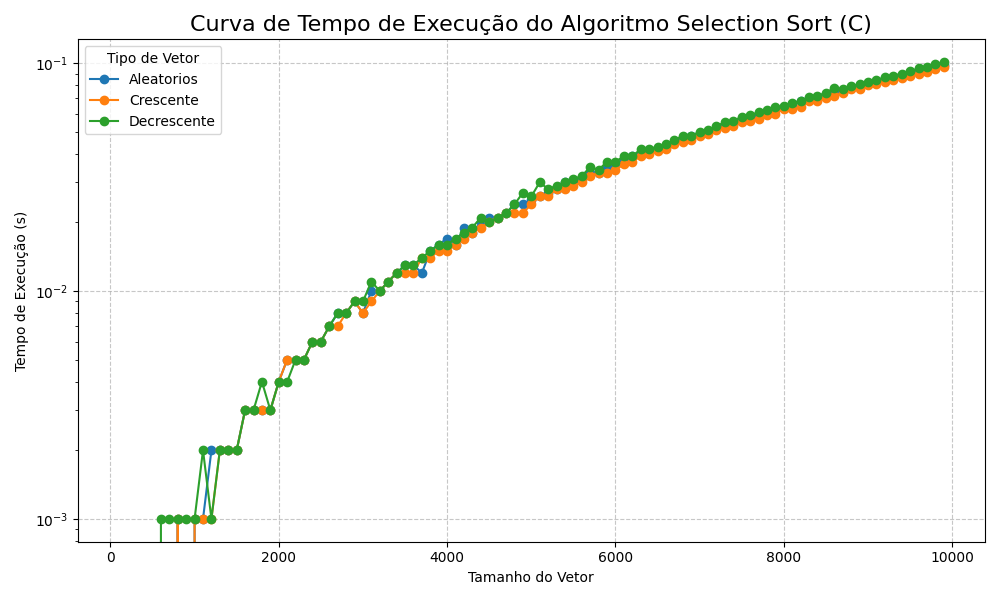 Curva de Tempo de Execução do Algoritmo Selection Sort (C)
Tipo de Vetor
Aleatorios
Crescente
Decrescente
Tempo de Execução (s)
10⁻¹
10⁻²
10⁻³
0 2000 4000 6000 8000 10000
Tamanho do Vetor